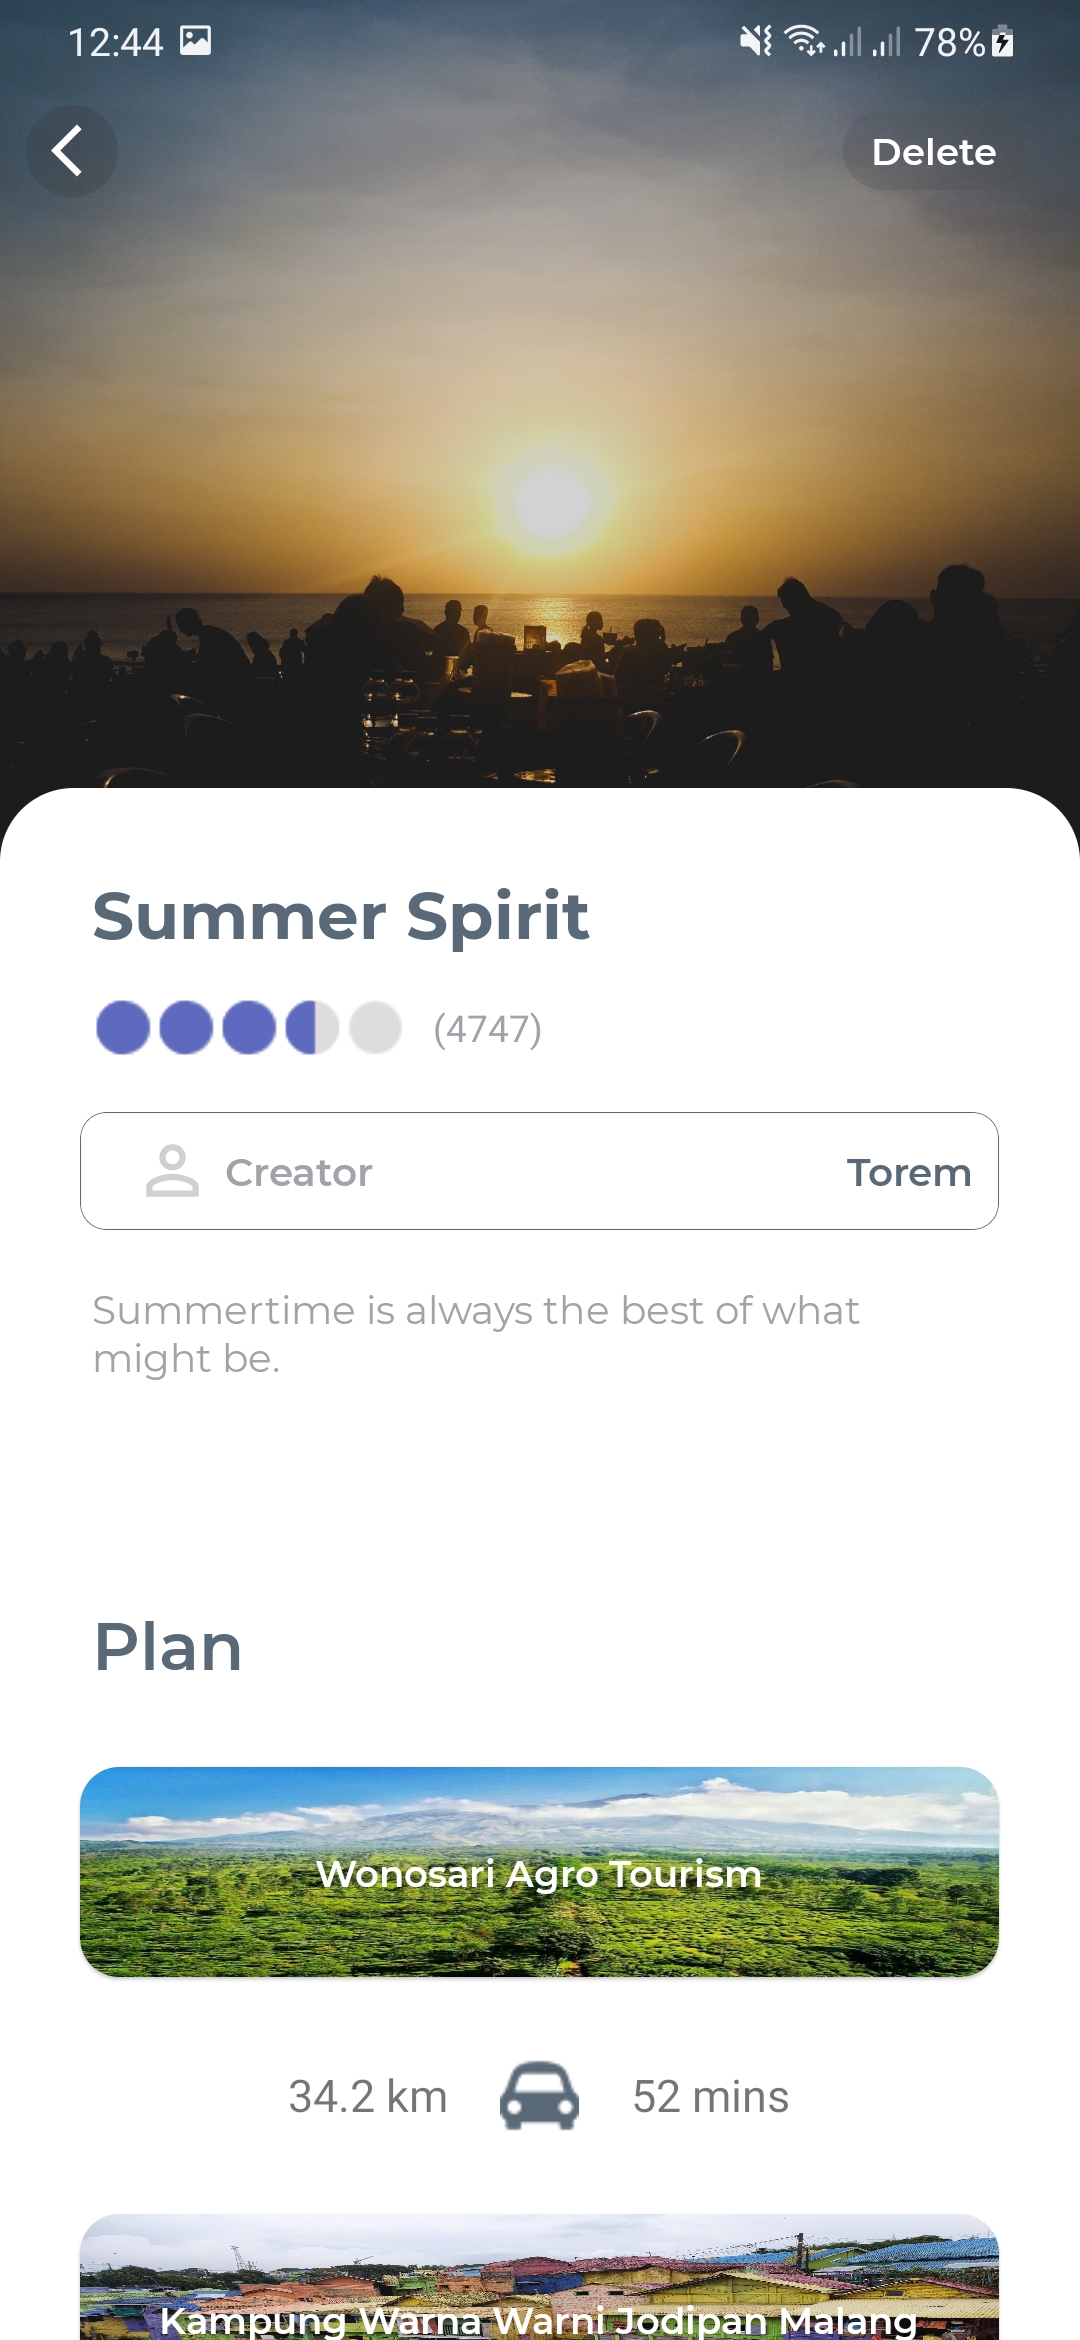 12:44
78%
Delete
Summer Spirit
(4747)
Creator
Torem
Summertime is always the best of what
might be.
Plan
Wonosari Agro Tourism
34.2 km
52 mins
Kampung Warna Warni Jodipan Malang